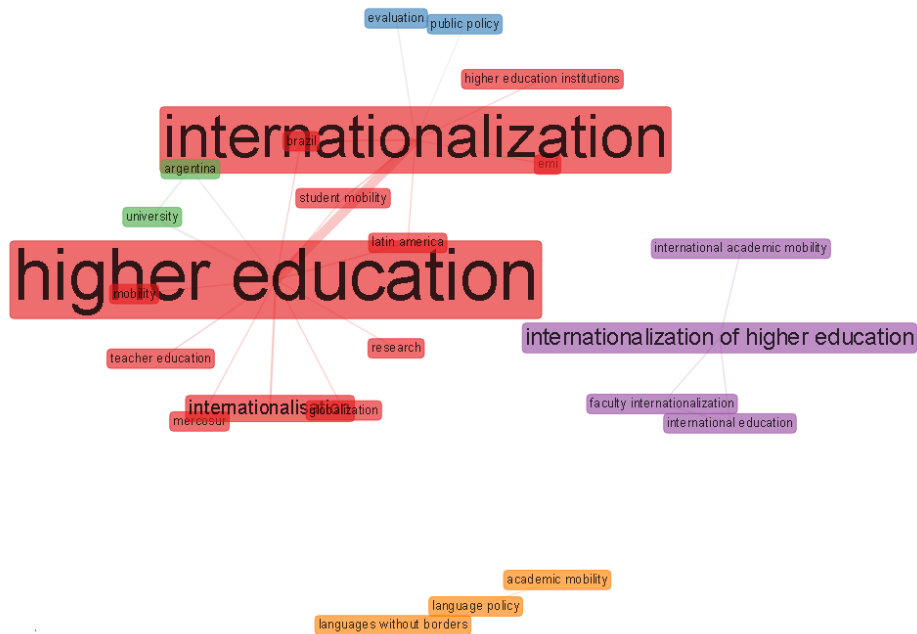 evaluation
public policy
higher education institutions
internationalization
brazil
emi
argentina
student mobility
university
latin america
international academic mobility
higher education
mobility
internationalization of higher education
research
teacher education
faculty internationalization
internationalisation
globalization
mercosur
international education
academic mobility
language policy
languages without borders